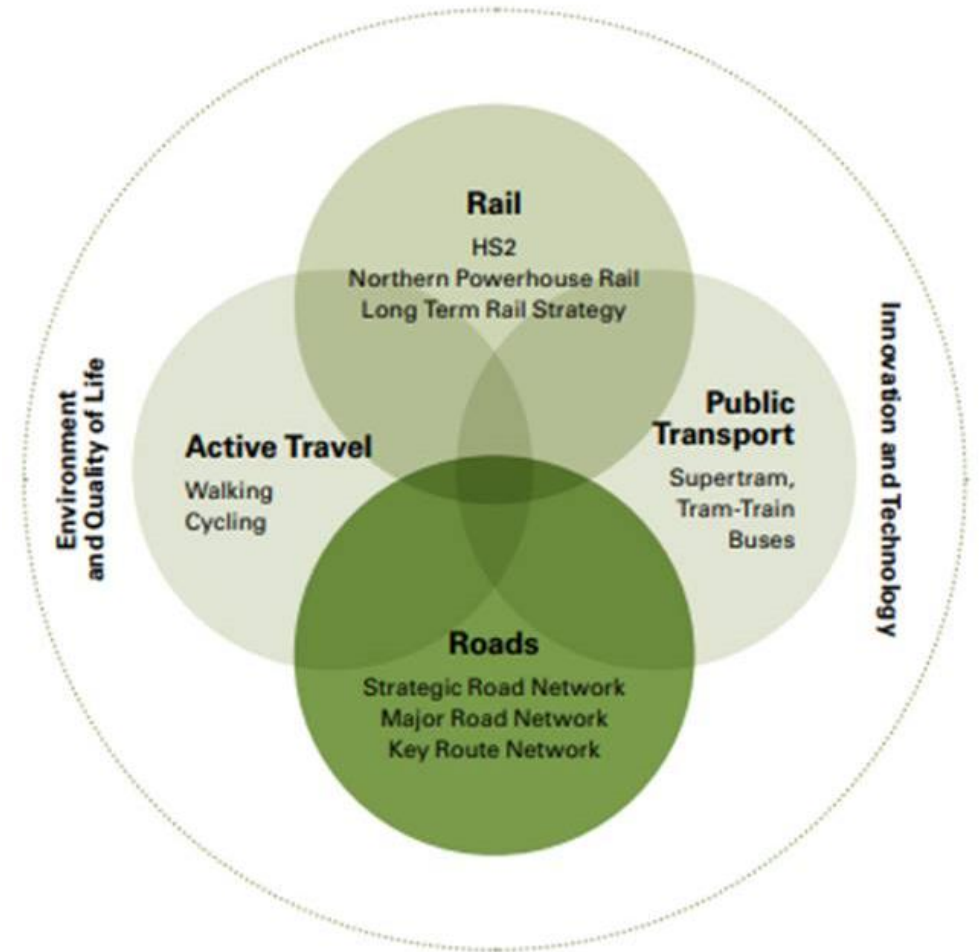 Rail
HS2
Northern Powerhouse Rail
Long Term Rail Strategy
Environment
and Quality of Life
Active Travel
Walking
Cycling
Public
Transport
Supertram,
Tram-Train
Buses
Innovation and Technology
Roads
Strategic Road Network
Major Road Network
Key Route Network